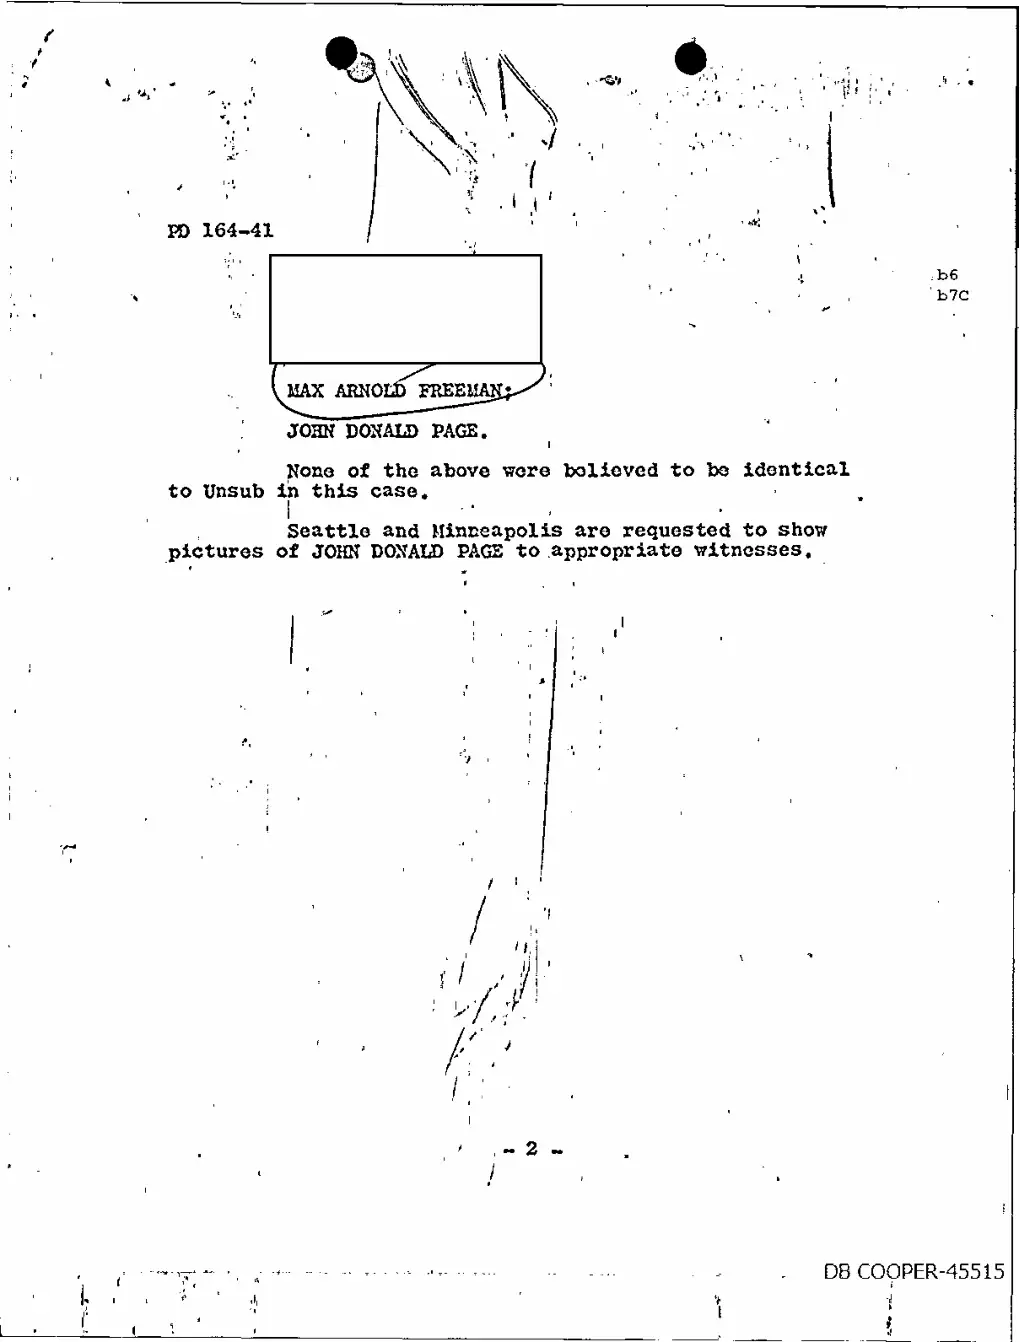 PD 164-41
b6
b7C
MAX ARNOLD FREEMAN;
JOHN DONALD PAGE.
None of the above were believed to be identical
to Unsub in this case.
Seattle and Minneapolis are requested to show
pictures of JOHN DONALD PAGE to appropriate witnesses.
- 2 -
DB COOPER-45515